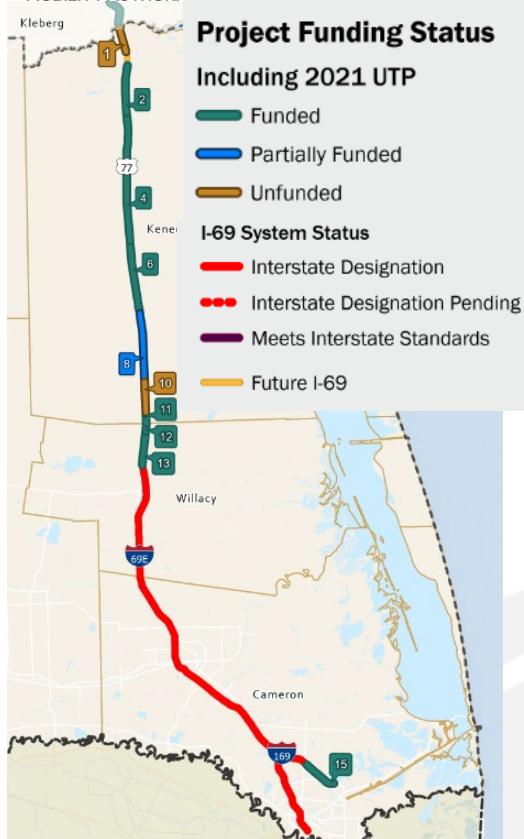 Kleberg
Project Funding Status
Including 2021 UTP
Funded
Partially Funded
Unfunded
I-69 System Status
Interstate Designation
Interstate Designation Pending
Meets Interstate Standards
Future I-69
1
2
77
4
Kene
6
8
10
11
12
13
Willacy
69E
Cameron
169
15